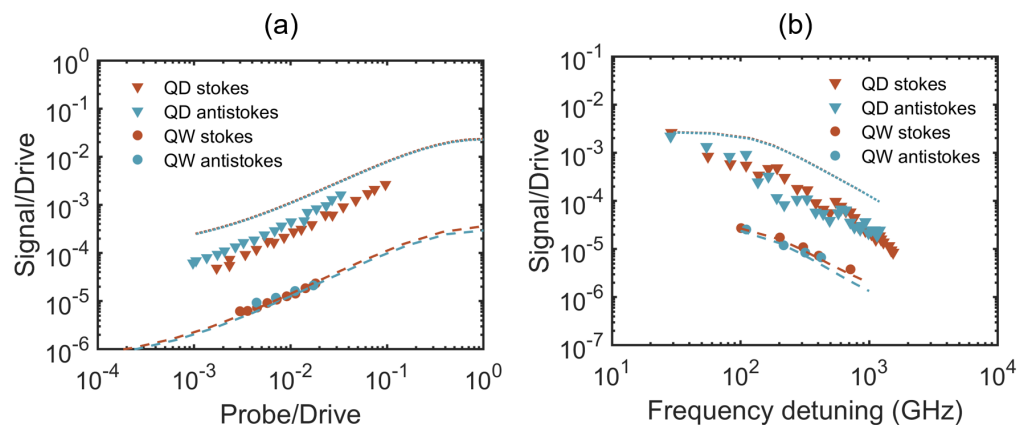 (a)
10^0
10^-1
10^-2
10^-3
10^-4
10^-5
10^-6
Signal/Drive
QD stokes
QD antistokes
QW stokes
QW antistokes
10^-4
10^-3
10^-2
10^-1
10^0
Probe/Drive
(b)
10^-1
10^-2
10^-3
10^-4
10^-5
10^-6
10^-7
Signal/Drive
QD stokes
QD antistokes
QW stokes
QW antistokes
10^1
10^2
10^3
10^4
Frequency detuning (GHz)